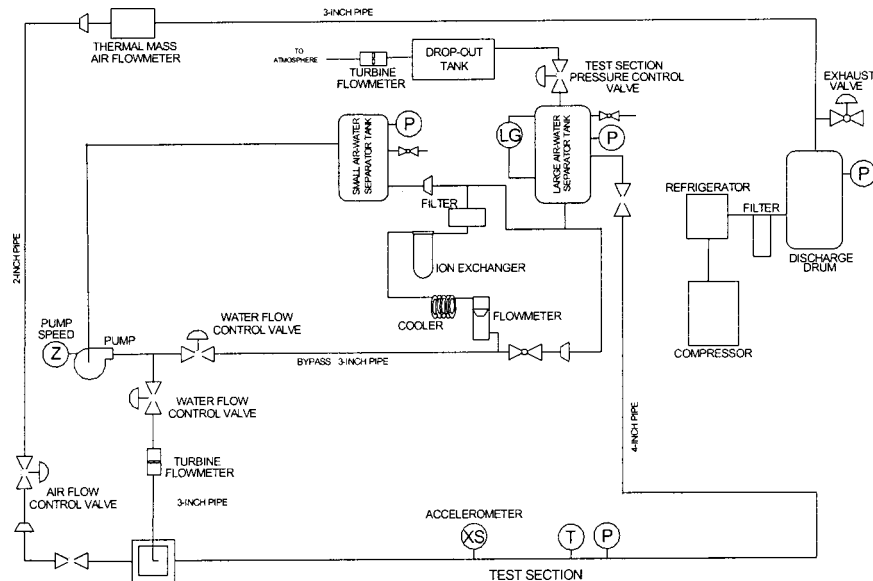 3-INCH PIPE
THERMAL MASS
AIR FLOWMETER
TO
ATMOSPHERE
TURBINE
FLOWMETER
DROP-OUT
TANK
TEST SECTION
PRESSURE CONTROL
VALVE
EXHAUST
VALVE
SMALL AIR-WATER
SEPARATOR TANK
P
LG
LARGE AIR-WATER
SEPARATOR TANK
P
P
REFRIGERATOR
FILTER
DISCHARGE
DRUM
COMPRESSOR
FILTER
ION EXCHANGER
COOLER
FLOWMETER
2-INCH PIPE
PUMP
SPEED
Z
PUMP
WATER FLOW
CONTROL VALVE
BYPASS 3-INCH PIPE
WATER FLOW
CONTROL VALVE
4-INCH PIPE
TURBINE
FLOWMETER
AIR FLOW
CONTROL VALVE
3-INCH PIPE
ACCELEROMETER
XS
T
P
TEST SECTION